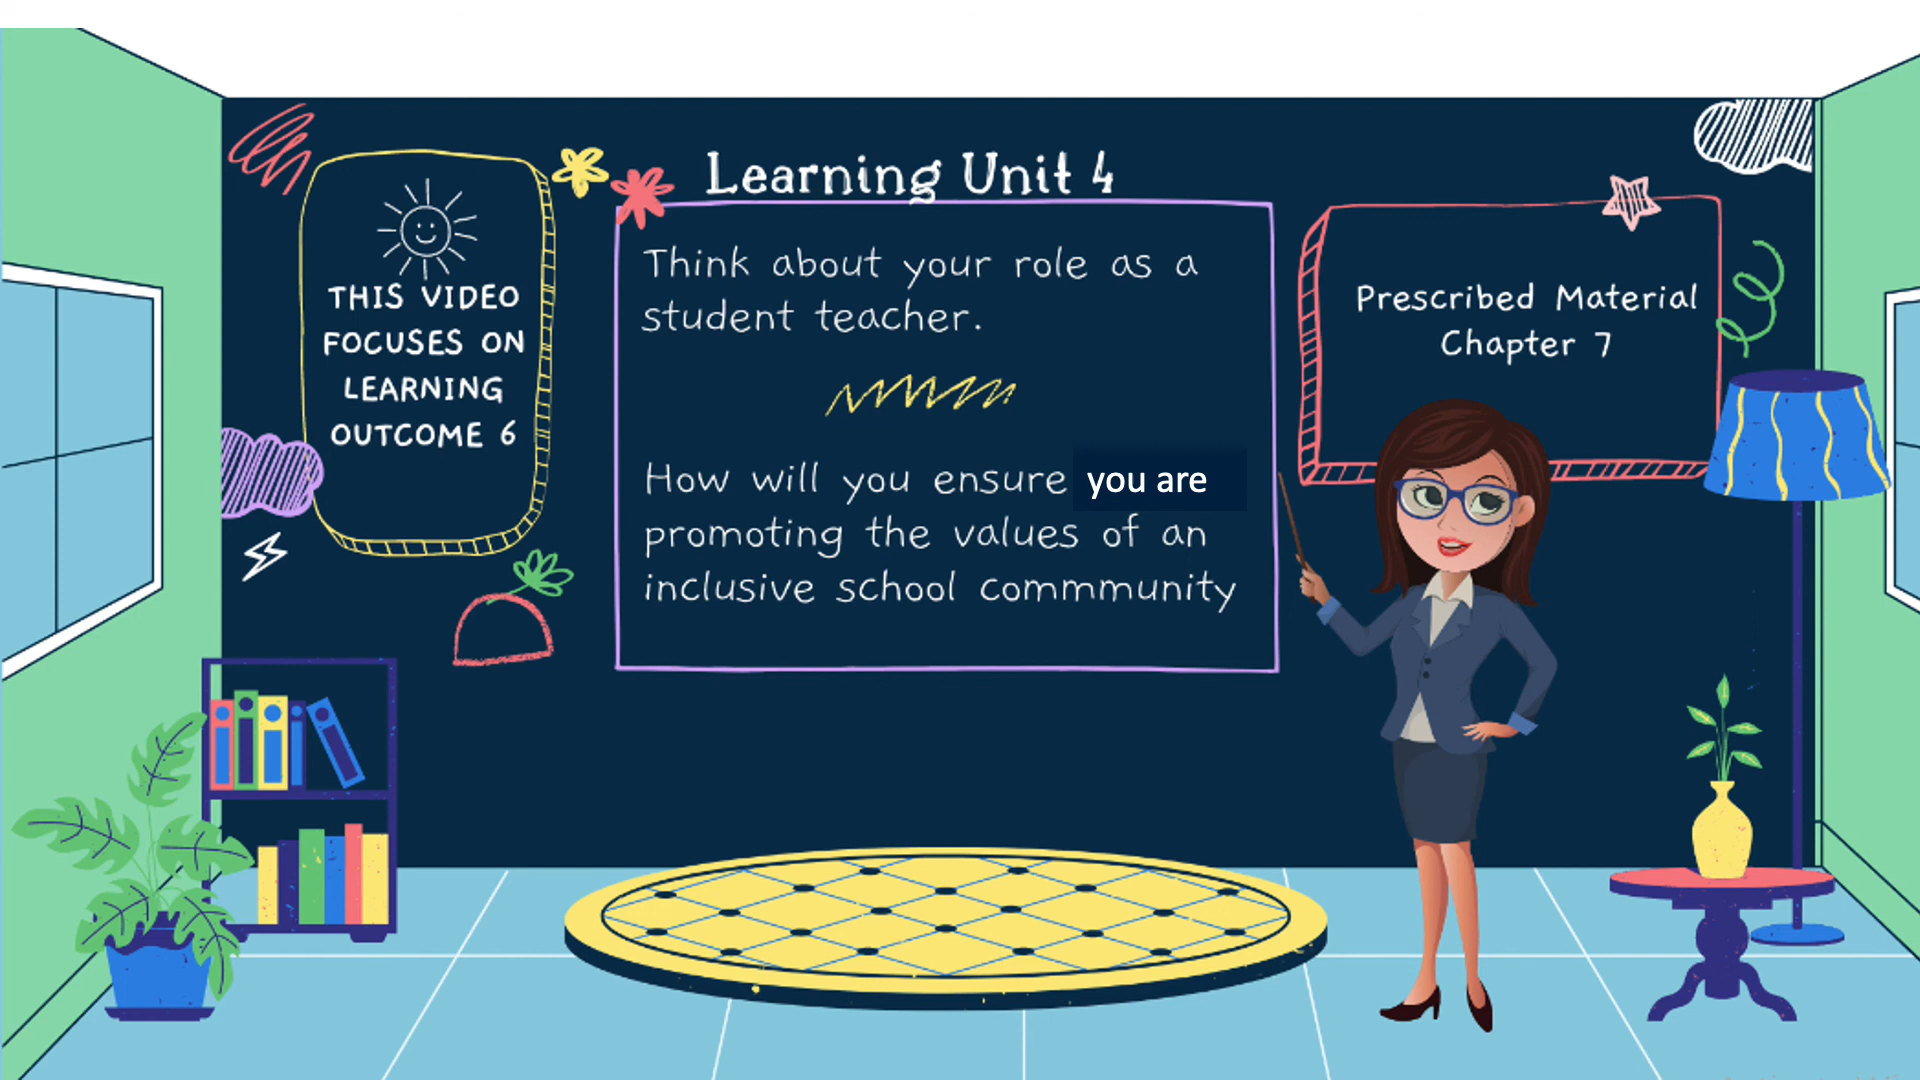 THIS VIDEO
FOCUSES ON
LEARNING
OUTCOME 6
Learning Unit 4
Think about your role as a
student teacher.
How will you ensure you are
promoting the values of an
inclusive school commmunity
Prescribed Material
Chapter 7